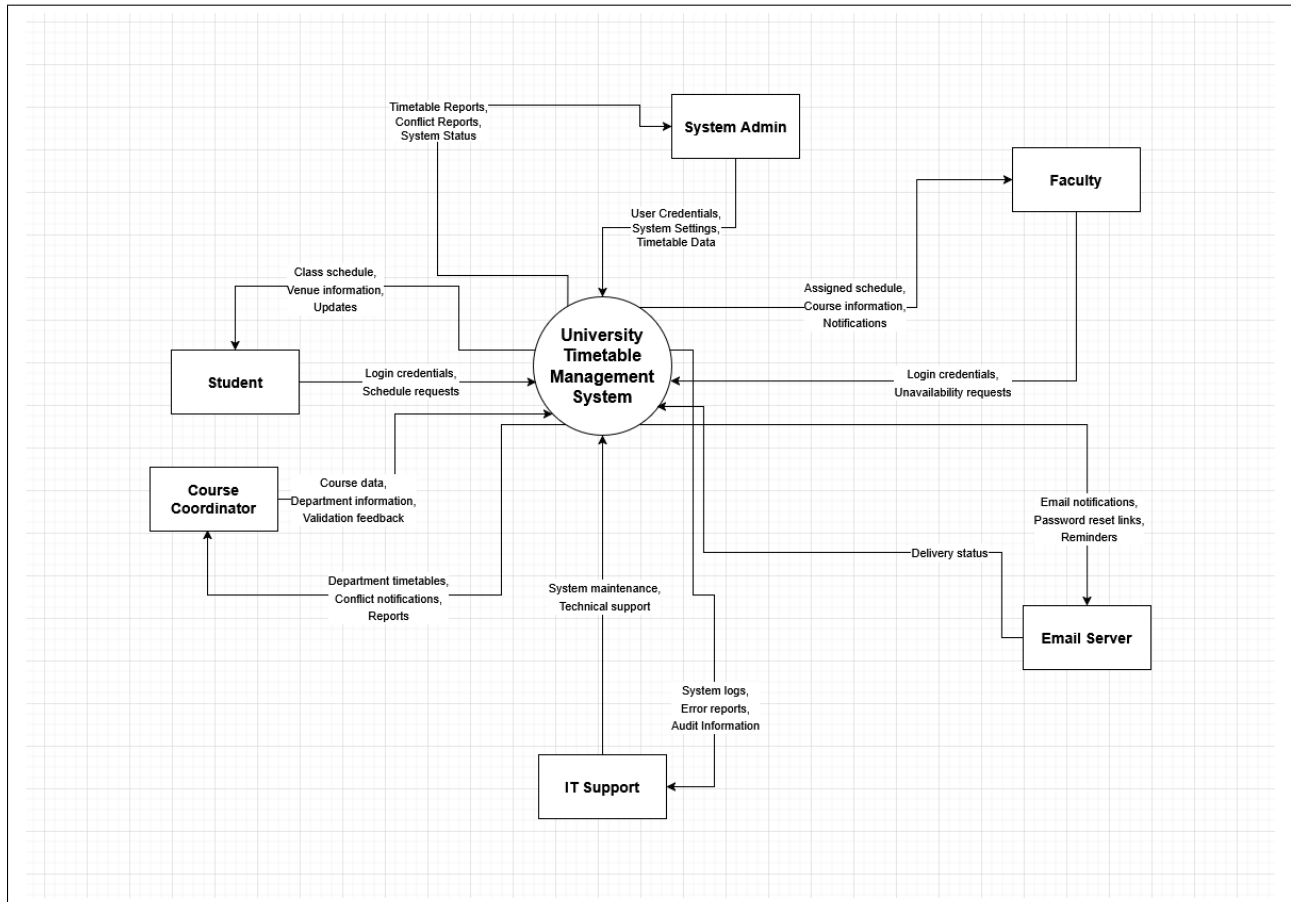 Timetable Reports,
Conflict Reports,
System Status
System Admin
Faculty
User Credentials,
System Settings,
Timetable Data
Class schedule,
Venue information,
Updates
Assigned schedule,
Course information,
Notifications
University
Timetable
Management
System
Student
Login credentials,
Schedule requests
Login credentials,
Unavailability requests
Course
Coordinator
Course data,
Department information,
Validation feedback
Email notifications,
Password reset links,
Reminders
Delivery status
Department timetables,
Conflict notifications,
Reports
System maintenance,
Technical support
Email Server
System logs,
Error reports,
Audit Information
IT Support